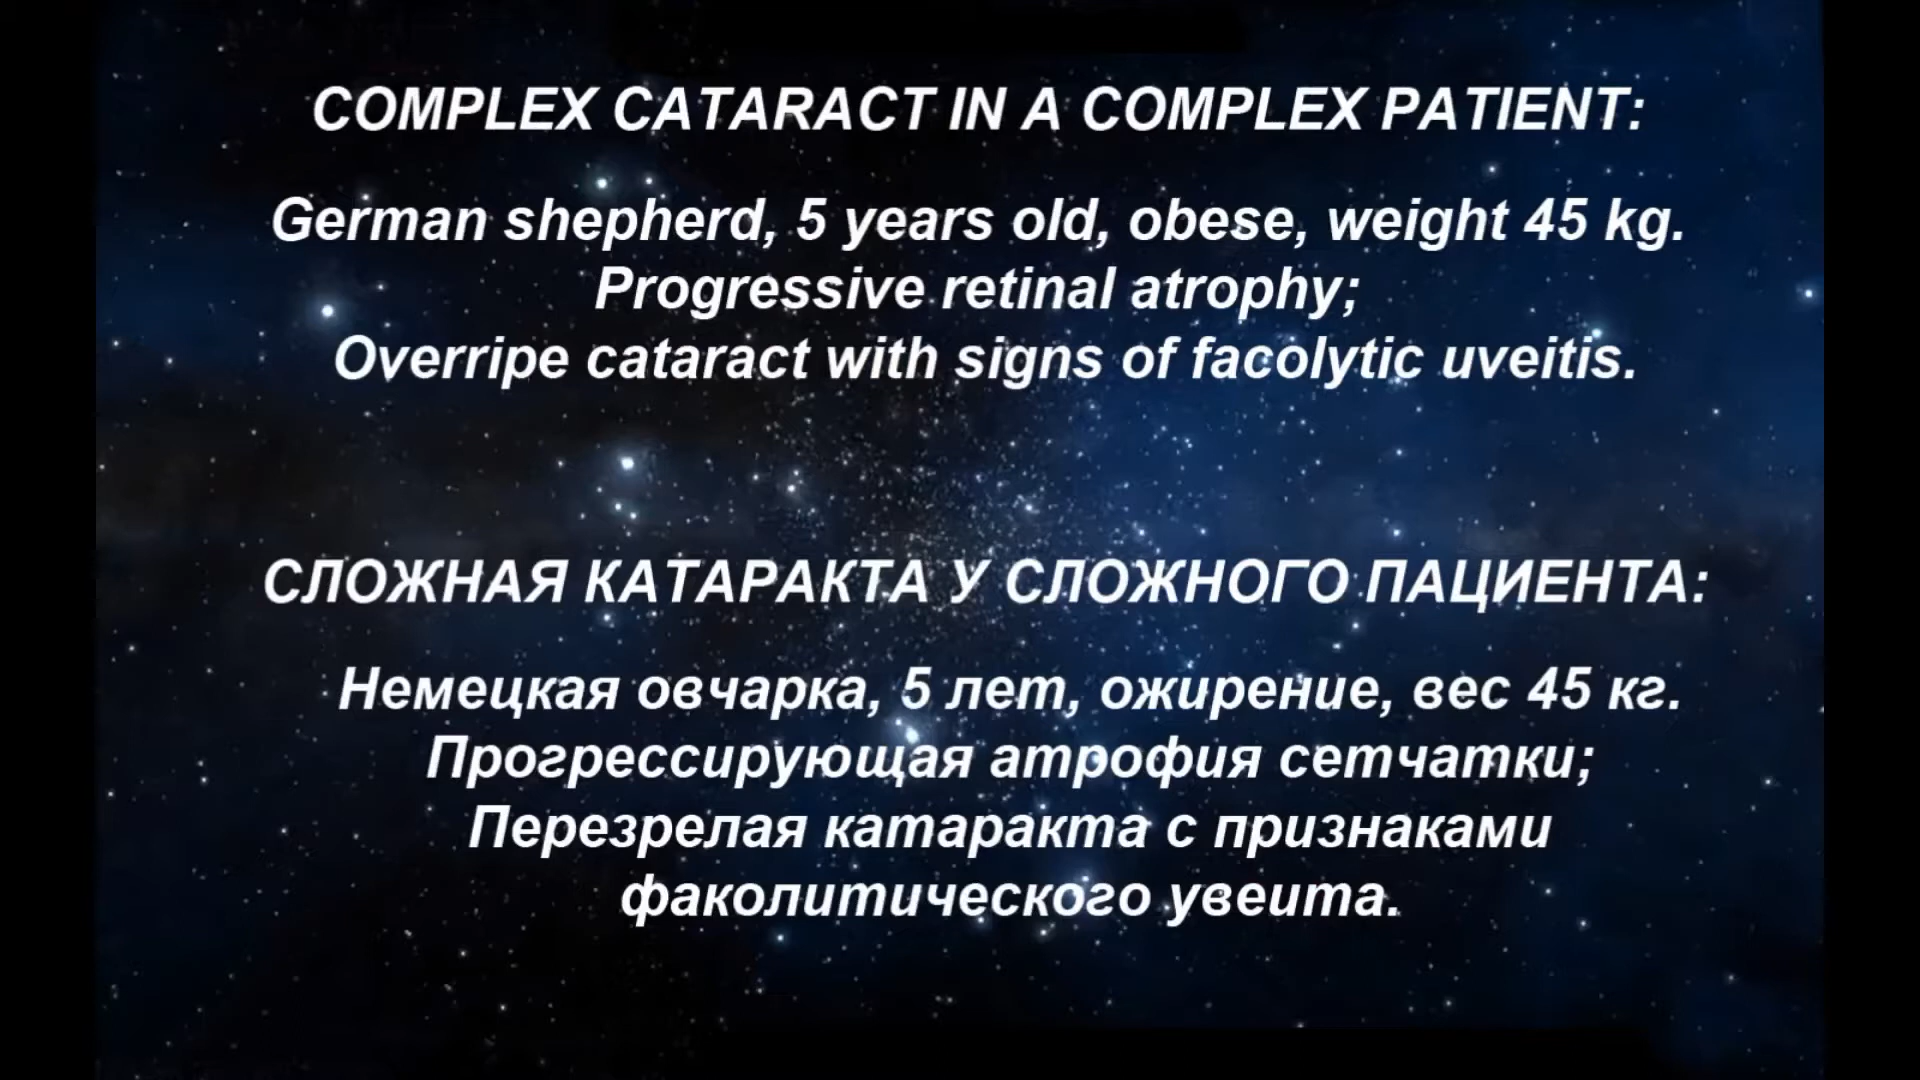 COMPLEX CATARACT IN A COMPLEX PATIENT:
German shepherd, 5 years old, obese, weight 45 kg.
Progressive retinal atrophy;
Overripe cataract with signs of facolytic uveitis.
СЛОЖНАЯ КАТАРАКТА У СЛОЖНОГО ПАЦИЕНТА:
Немецкая овчарка, 5 лет, ожирение, вес 45 кг.
Прогрессирующая атрофия сетчатки;
Перезрелая катаракта с признаками
факолитического увеита.